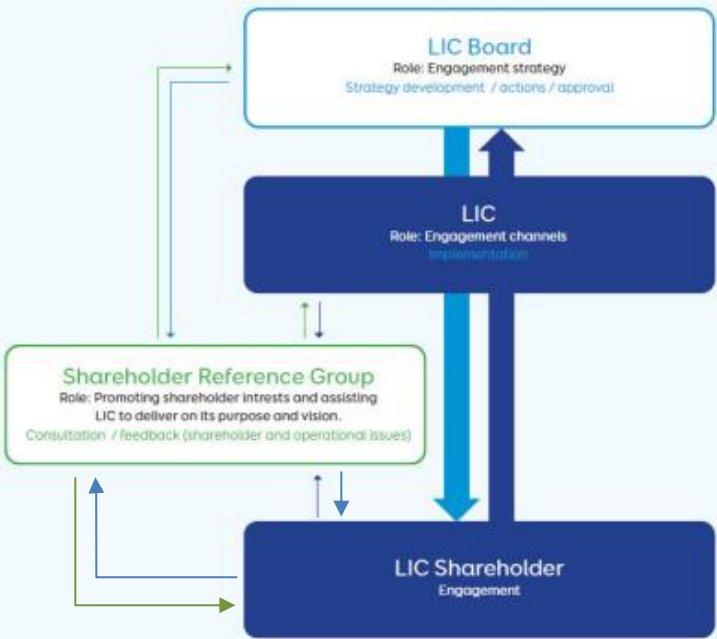 LIC Board
Role: Engagement strategy
Strategy development / actions / approval
LIC
Role: Engagement channels
Implementation
Shareholder Reference Group
Role: Promoting shareholder intrests and assisting
LIC to deliver on its purpose and vision.
Consultation / feedback (shareholder and operational issues)
LIC Shareholder
Engagement